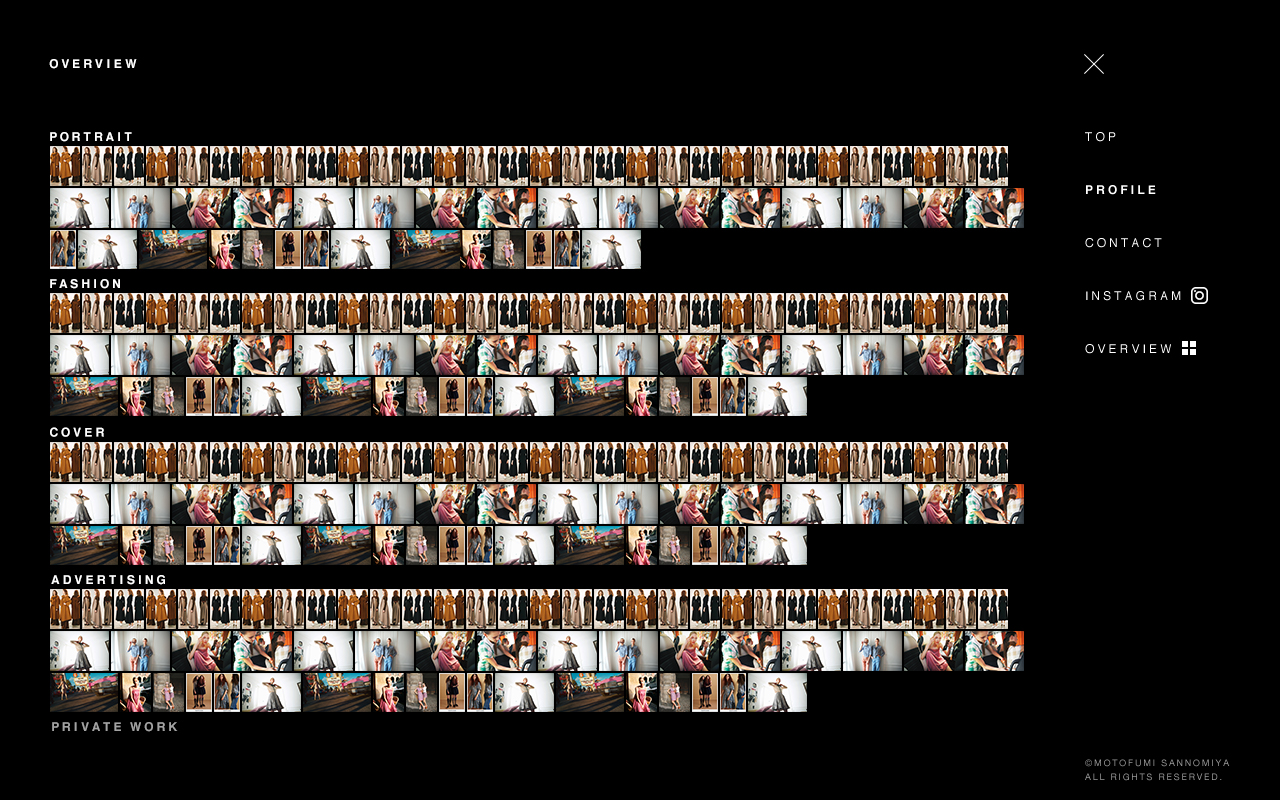 OVERVIEW
PORTRAIT
FASHION
COVER
ADVERTISING
PRIVATE WORK
TOP
PROFILE
CONTACT
INSTAGRAM
OVERVIEW
©MOTOFUMI SANNOMIYA
ALL RIGHTS RESERVED.